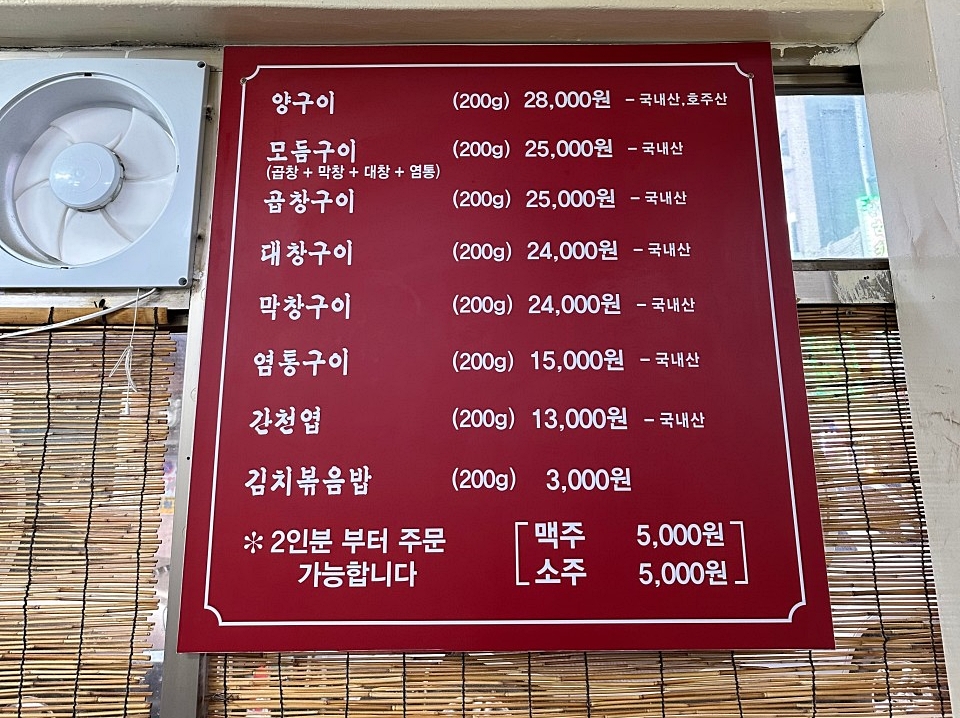 양구이 (200g) 28,000원 - 국내산,호주산
모듬구이 (200g) 25,000원 - 국내산
(곱창 + 막창 + 대창 + 염통)
곱창구이 (200g) 25,000원 - 국내산
대창구이 (200g) 24,000원 - 국내산
막창구이 (200g) 24,000원 - 국내산
염통구이 (200g) 15,000원 - 국내산
간천엽 (200g) 13,000원 - 국내산
김치볶음밥 (200g) 3,000원
✻ 2인분 부터 주문
가능합니다
[맥주 5,000원
소주 5,000원]